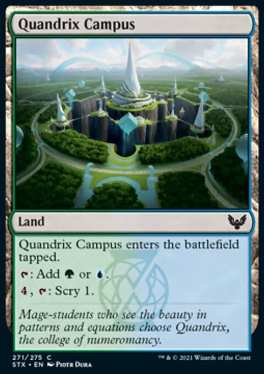 Quandrix Campus
Land
Quandrix Campus enters the battlefield
tapped.
: Add or .
4, : Scry 1.
Mage-students who see the beauty in
patterns and equations choose Quandrix,
the college of numeromancy.
271/275 C
STX • EN PIOTR DURA
™ & © 2021 Wizards of the Coast